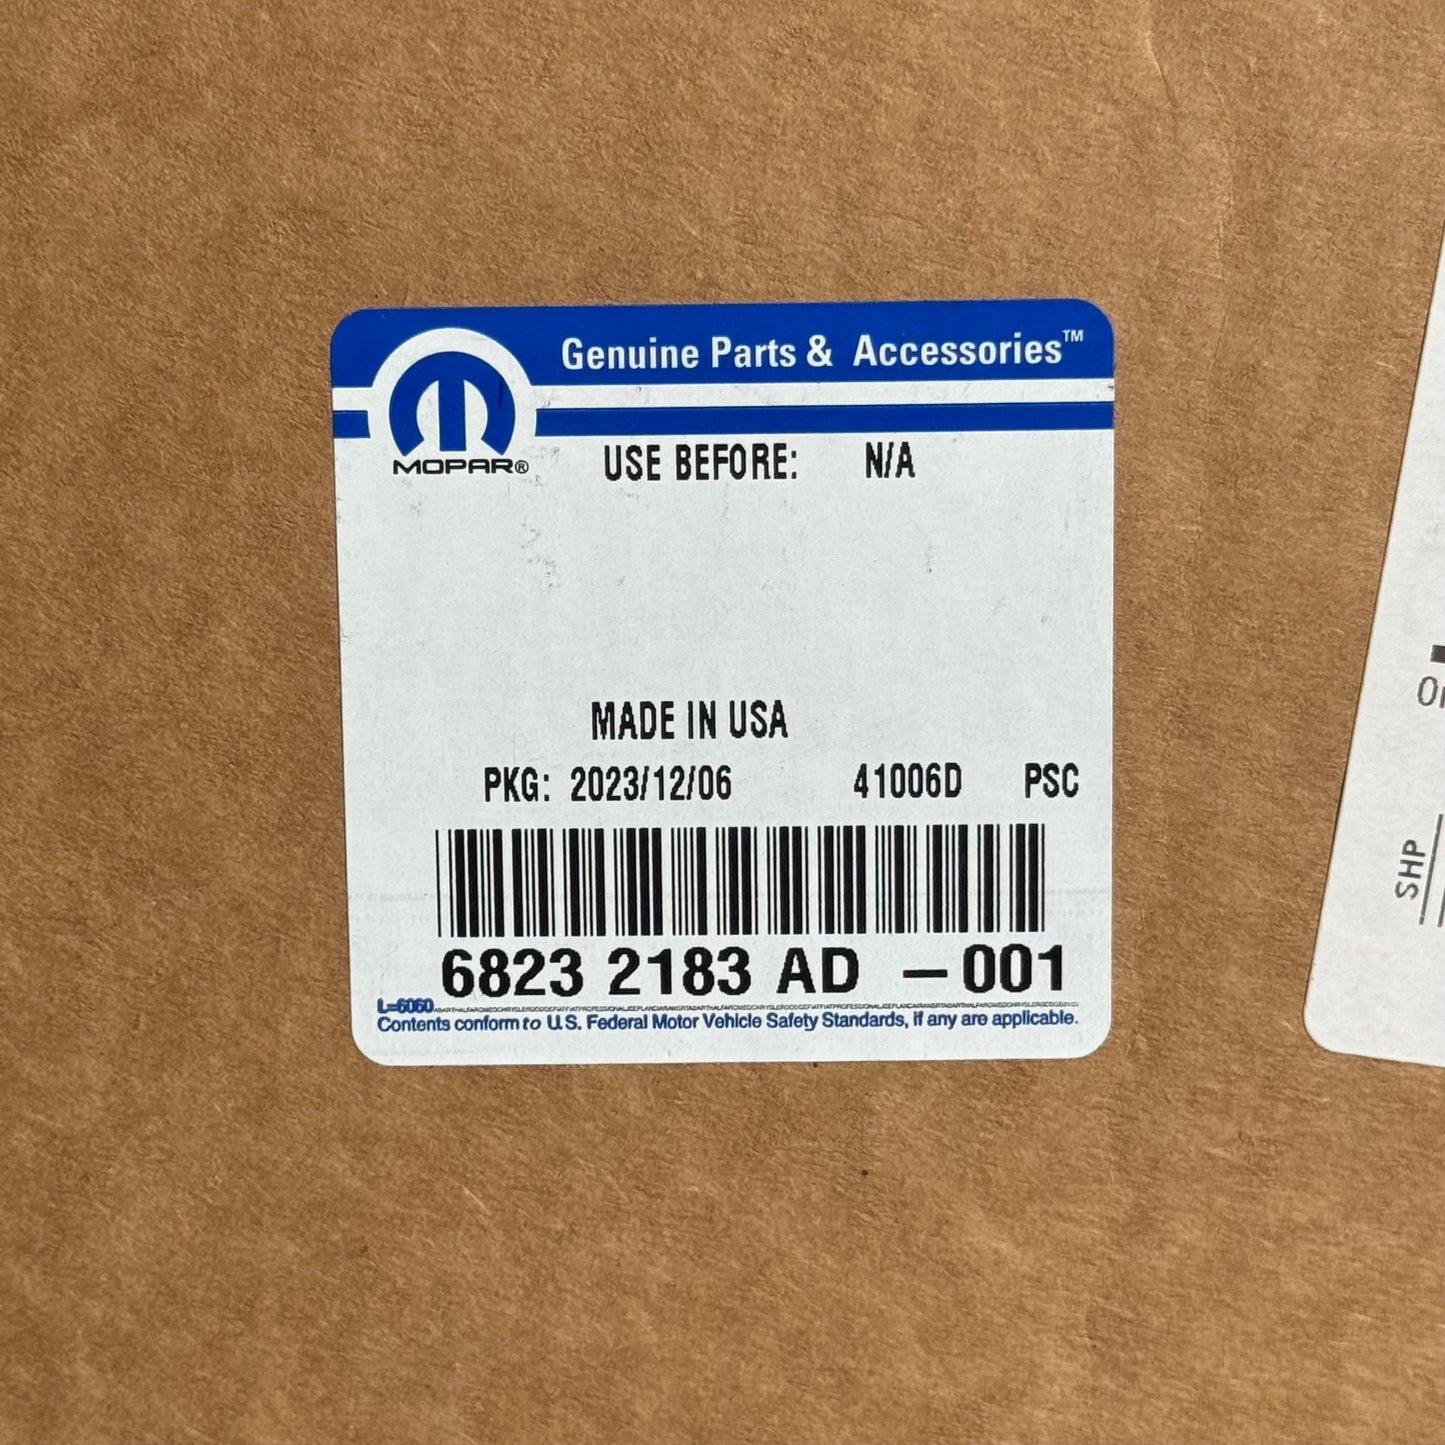 Genuine Parts & Accessories™
MOPAR®
USE BEFORE: N/A
MADE IN USA
PKG: 2023/12/06 41006D PSC
6823 2183 AD –001
L=6060
Contents conform to U.S. Federal Motor Vehicle Safety Standards, if any are applicable.
SHP